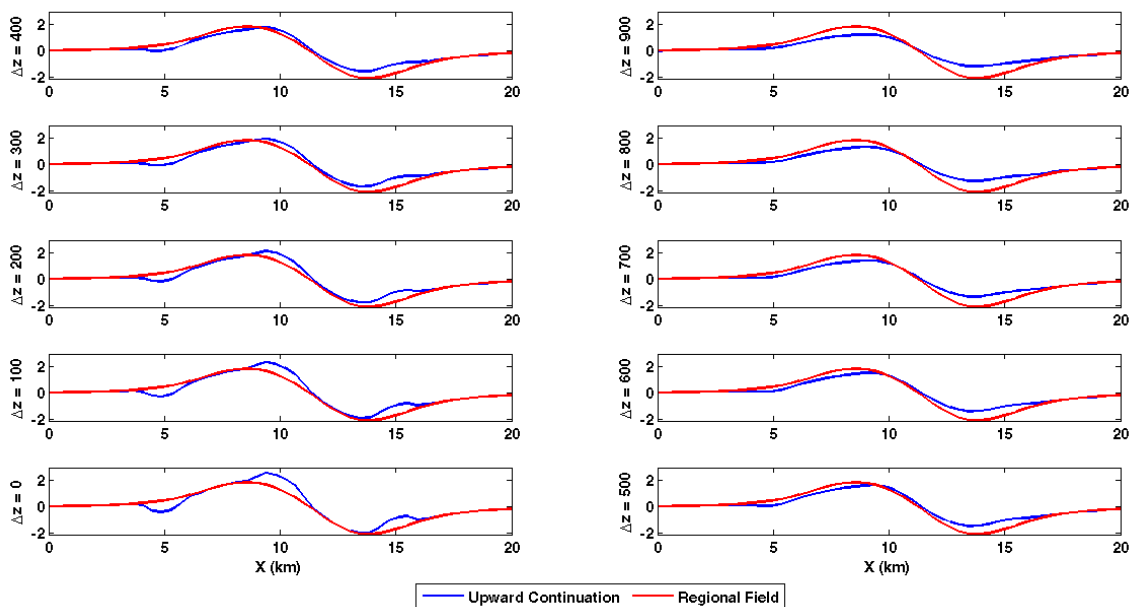 Δz = 400
2
0
-2
0 5 10 15 20
Δz = 900
2
0
-2
0 5 10 15 20
Δz = 300
2
0
-2
0 5 10 15 20
Δz = 800
2
0
-2
0 5 10 15 20
Δz = 200
2
0
-2
0 5 10 15 20
Δz = 700
2
0
-2
0 5 10 15 20
Δz = 100
2
0
-2
0 5 10 15 20
Δz = 600
2
0
-2
0 5 10 15 20
Δz = 0
2
0
-2
0 5 10 15 20
X (km)
Δz = 500
2
0
-2
0 5 10 15 20
X (km)
Upward Continuation Regional Field